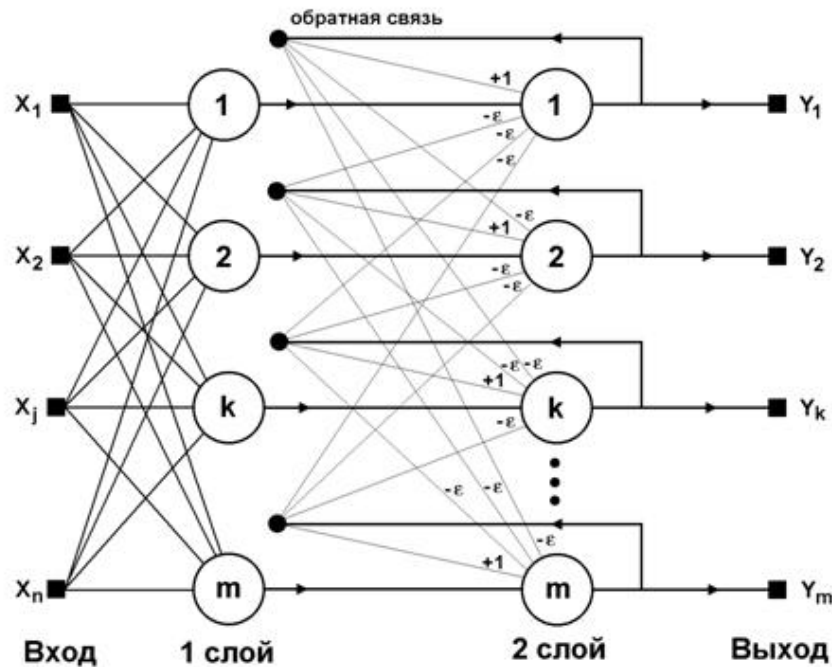 обратная связь
+1
X1 1 1 Y1
-ε
-ε
-ε
-ε
X2 2 +1 2 Y2
-ε
-ε
-ε -ε
+1
Xj k k Yk
-ε
-ε -ε
-ε
+1
Xn m m Ym
Вход 1 слой 2 слой Выход